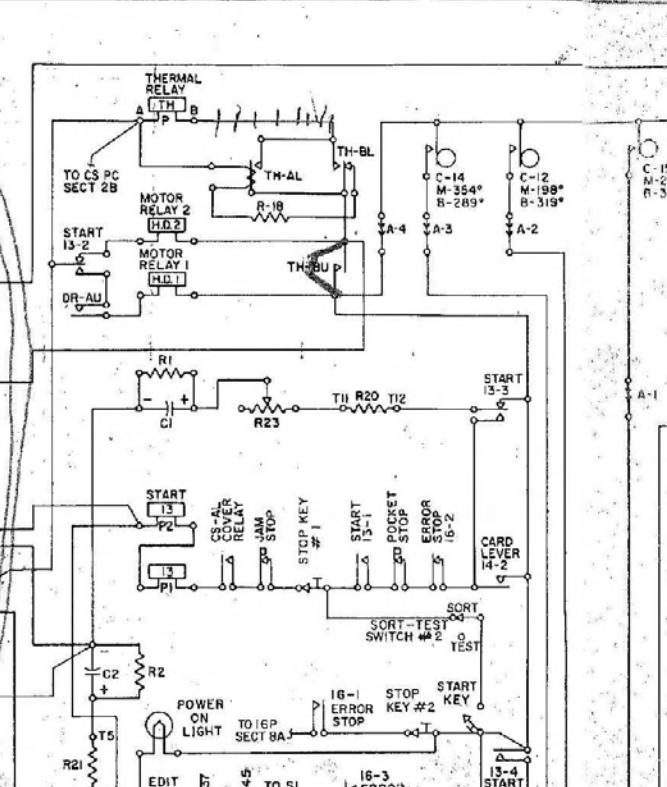 THERMAL
RELAY
A TH B
P
TO CS PC
SECT 2B
TH-AL
TH-BL
R-18
MOTOR
RELAY 2
H.D.2
START
13-2
MOTOR
RELAY 1
H.D.1
DR-AU
TH-BU
C-14
M-354°
B-289°
C-12
M-198°
B-319°
A-4
A-3
A-2
A-1
R1
- +
C1
R23
T11 R20 T12
START
13-3
START
13
P2
13
P1
CS-AL
COVER
RELAY
JAM
STOP
STOP KEY
#1
START
13-1
POCKET
STOP
ERROR
STOP
16-2
CARD
LEVER
14-2
SORT
SORT-TEST
SWITCH #2
TEST
-
C2
+
R2
T5
R21
POWER
ON
LIGHT
TO 16P
SECT 8A
16-1
ERROR
STOP
STOP
KEY #2
START
KEY
13-4
START
EDIT
16-3